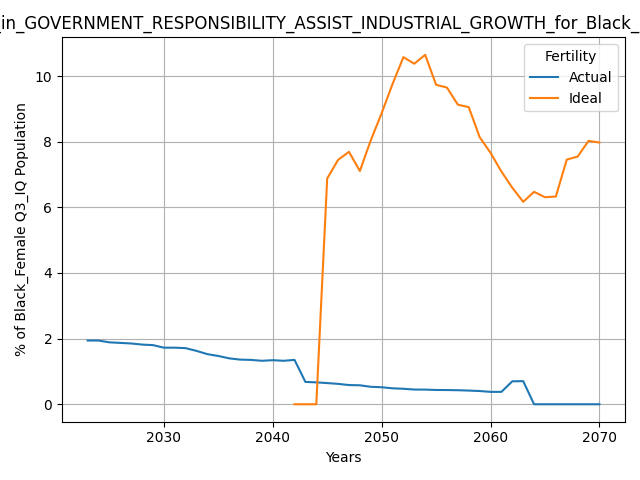 _in_GOVERNMENT_RESPONSIBILITY_ASSIST_INDUSTRIAL_GROWTH_for_Black_
Fertility
Actual
Ideal
% of Black_Female Q3_IQ Population
10
8
6
4
2
0
2030 2040 2050 2060 2070
Years